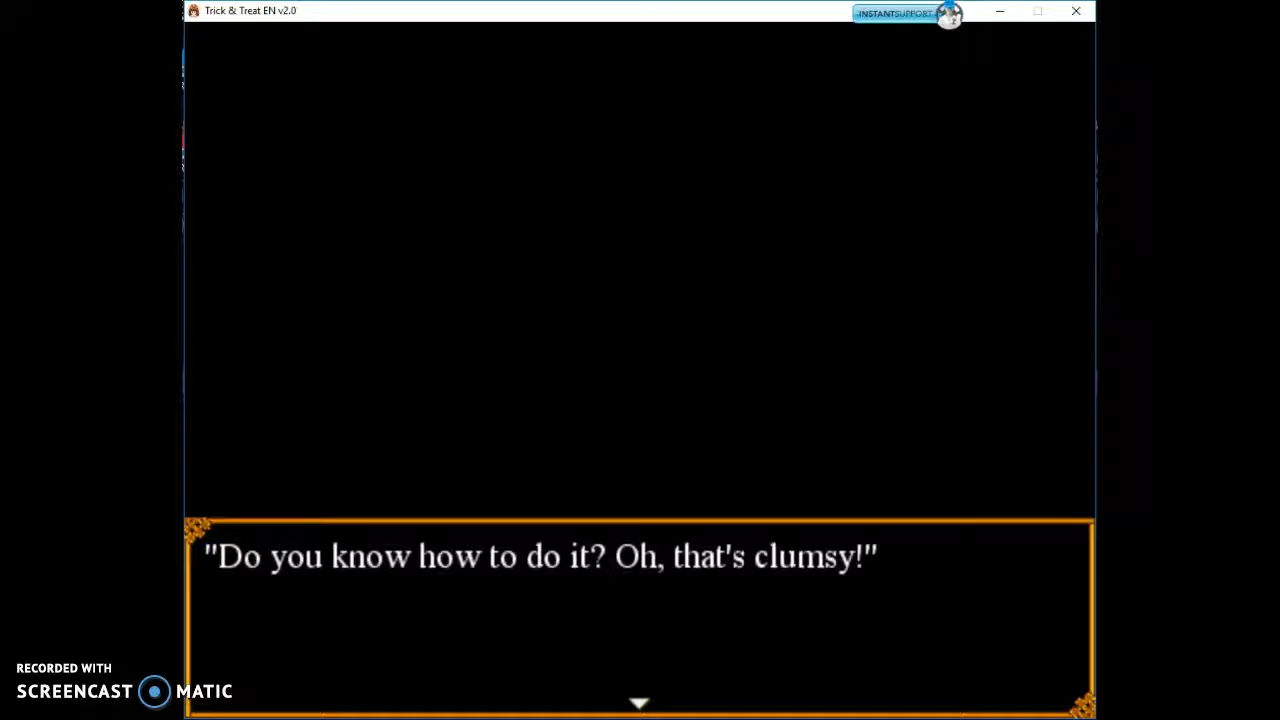 Trick & Treat EN v2.0
INSTANTSUPPORT
"Do you know how to do it? Oh, that's clumsy!"
RECORDED WITH
SCREENCAST MATIC